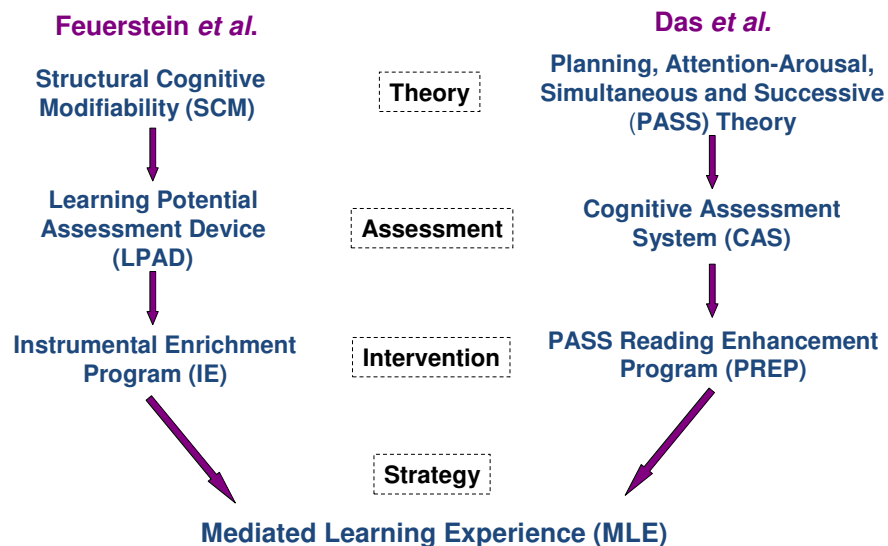 Feuerstein et al.
Das et al.
Structural Cognitive
Modifiability (SCM)
Theory
Planning, Attention-Arousal,
Simultaneous and Successive
(PASS) Theory
Learning Potential
Assessment Device
(LPAD)
Assessment
Cognitive Assessment
System (CAS)
Instrumental Enrichment
Program (IE)
Intervention
PASS Reading Enhancement
Program (PREP)
Strategy
Mediated Learning Experience (MLE)